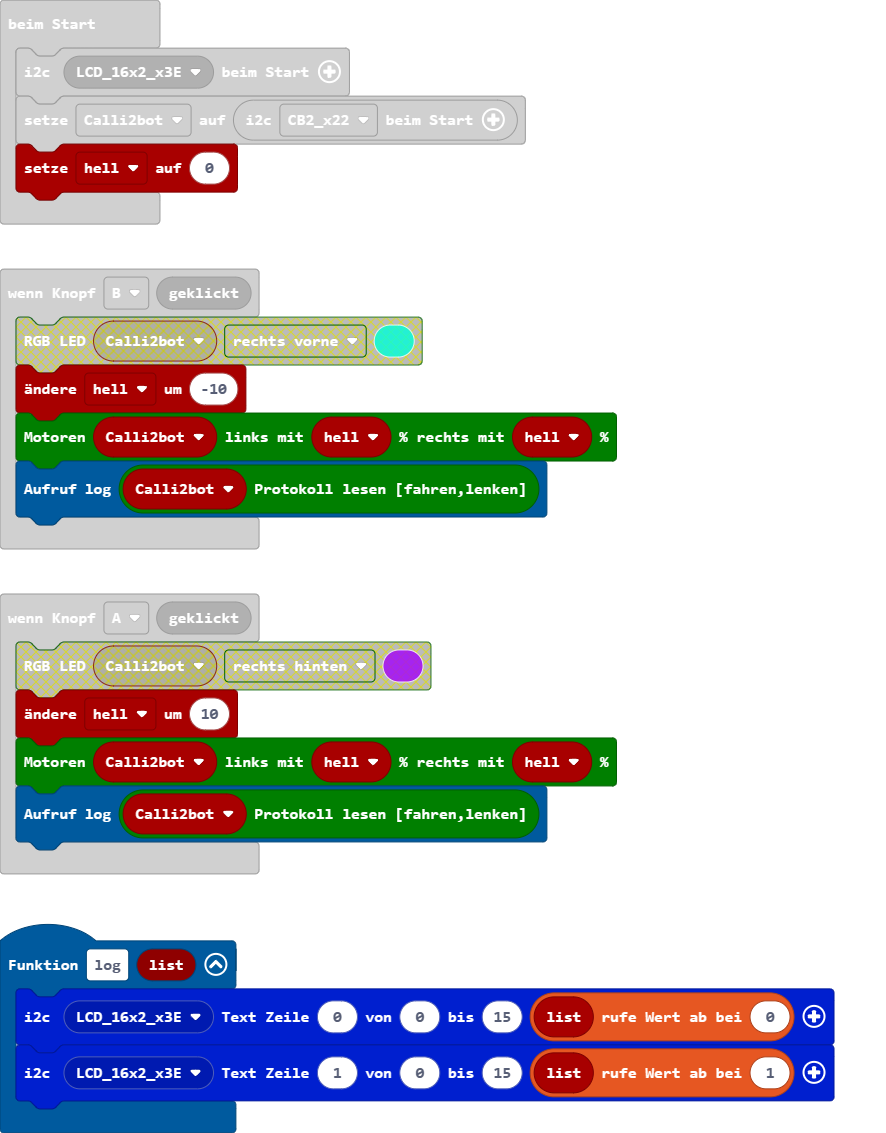 beim Start
i2c LCD_16x2_x3E beim Start
setze Calli2bot auf i2c CB2_x22 beim Start
setze hell auf 0
wenn Knopf B geklickt
RGB LED Calli2bot rechts vorne
ändere hell um -10
Motoren Calli2bot links mit hell % rechts mit hell %
Aufruf log Calli2bot Protokoll lesen [fahren,lenken]
wenn Knopf A geklickt
RGB LED Calli2bot rechts hinten
ändere hell um 10
Motoren Calli2bot links mit hell % rechts mit hell %
Aufruf log Calli2bot Protokoll lesen [fahren,lenken]
Funktion log list
i2c LCD_16x2_x3E Text Zeile 0 von 0 bis 15 list rufe Wert ab bei 0
i2c LCD_16x2_x3E Text Zeile 1 von 0 bis 15 list rufe Wert ab bei 1